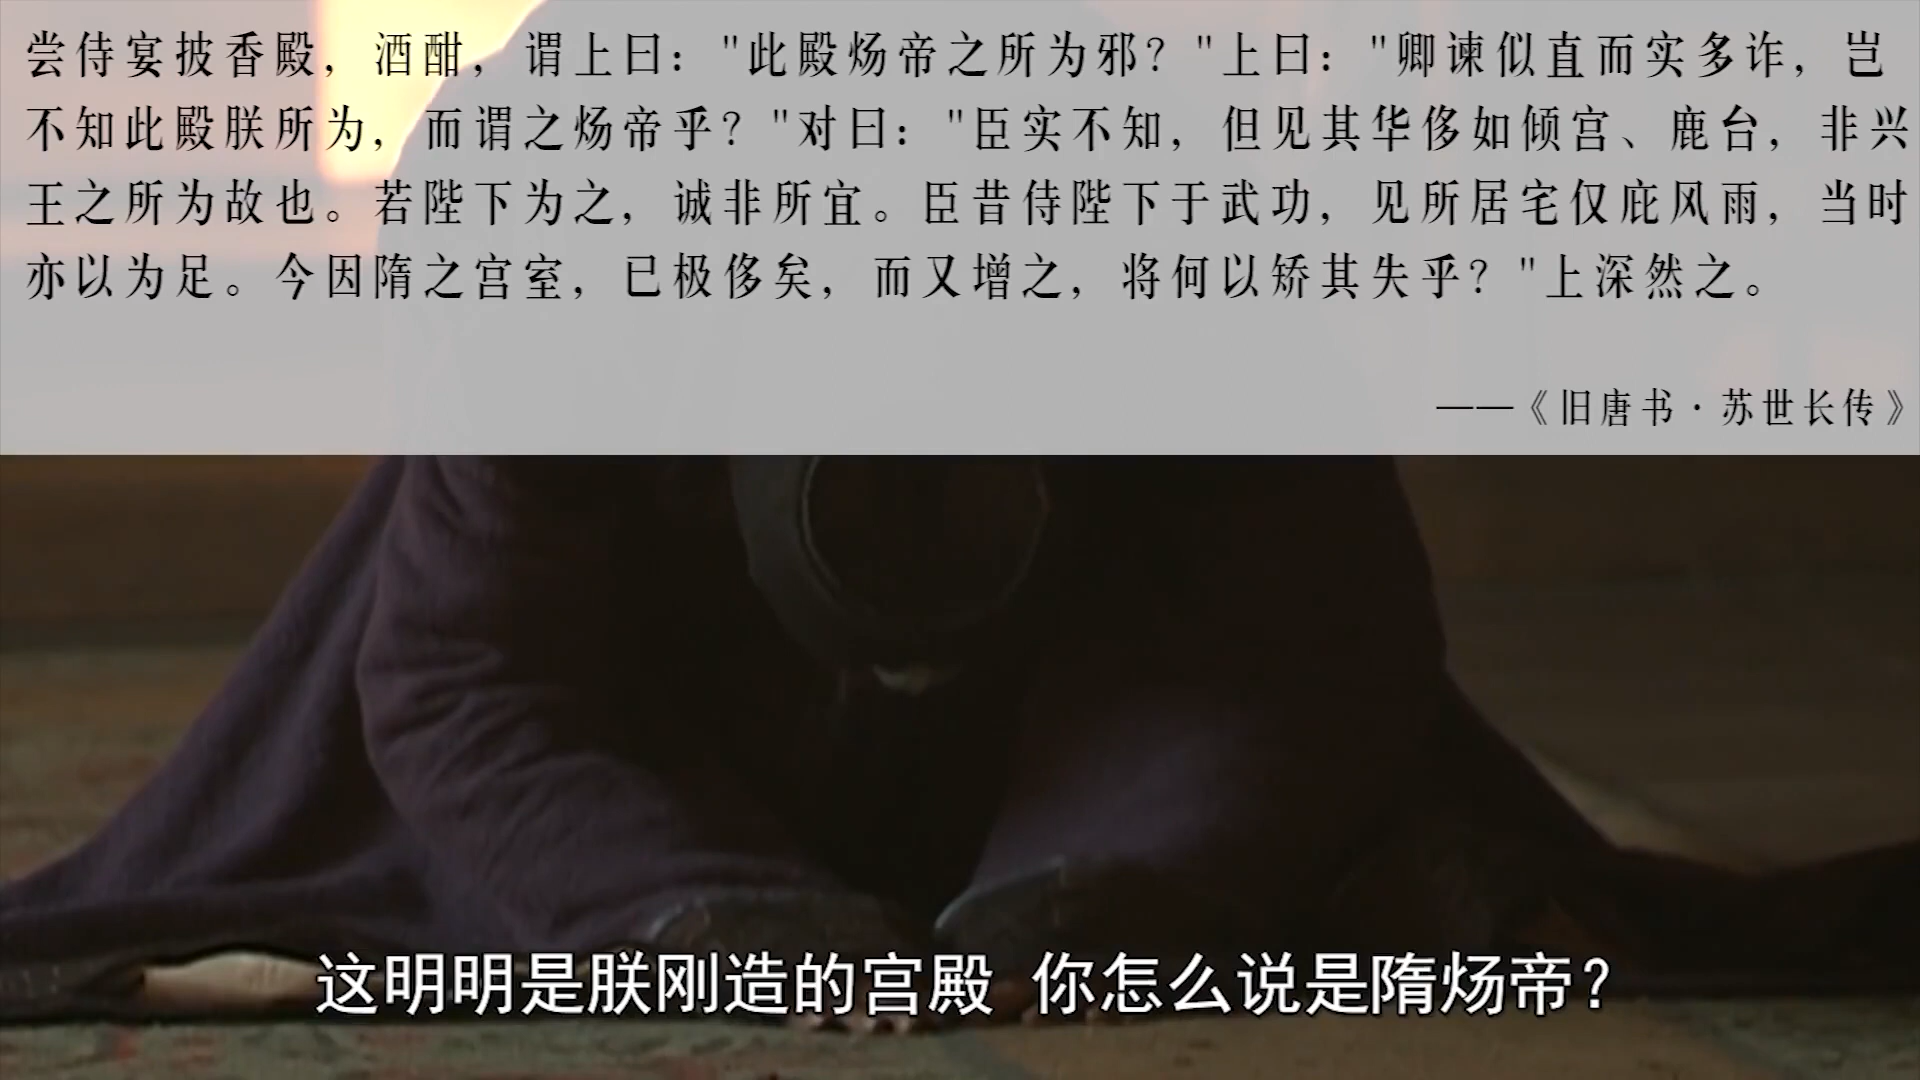 尝侍宴披香殿，酒酣，谓上曰："此殿炀帝之所为邪？"上曰："卿谏似直而实多诈，岂
不知此殿朕所为，而谓之炀帝乎？"对曰："臣实不知，但见其华侈如倾宫、鹿台，非兴
王之所为故也。若陛下为之，诚非所宜。臣昔侍陛下于武功，见所居宅仅庇风雨，当时
亦以为足。今因隋之宫室，已极侈矣，而又增之，将何以矫其失乎？"上深然之。
——《旧唐书·苏世长传》
这明明是朕刚造的宫殿 你怎么说是隋炀帝？